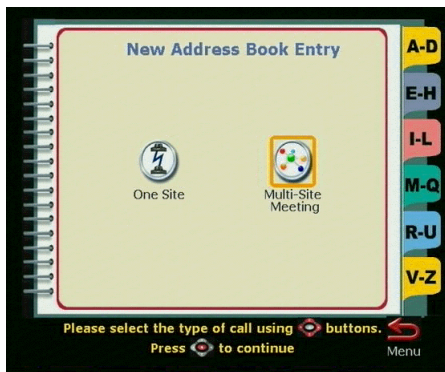 New Address Book Entry
A-D
E-H
I-L
M-Q
R-U
V-Z
One Site
Multi-Site
Meeting
Please select the type of call using buttons.
Press to continue
Menu